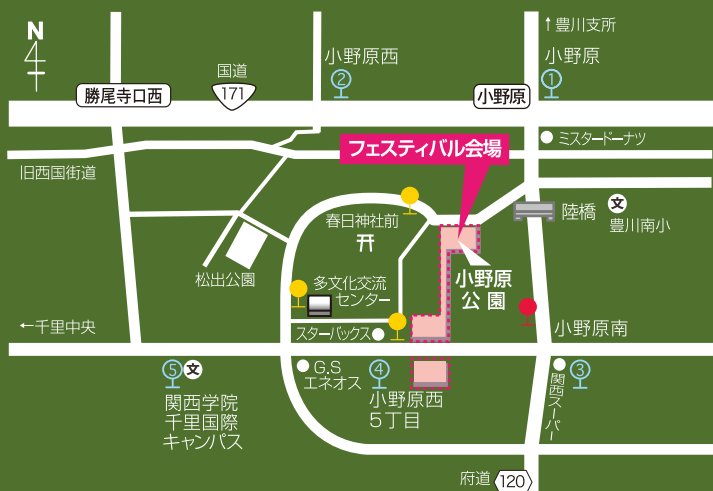 N
↑豊川支所
小野原西
小野原
②
①
国道
171
勝尾寺口西
小野原
ミスタードーナツ
フェスティバル会場
旧西国街道
文
陸橋
豊川南小
春日神社前
松出公園
小野原
公園
多文化交流
センター
←千里中央
スターバックス
小野原南
⑤
文
G.S
エネオス
④
③
関西スーパー
関西学院
千里国際
キャンパス
小野原西
5丁目
府道
120